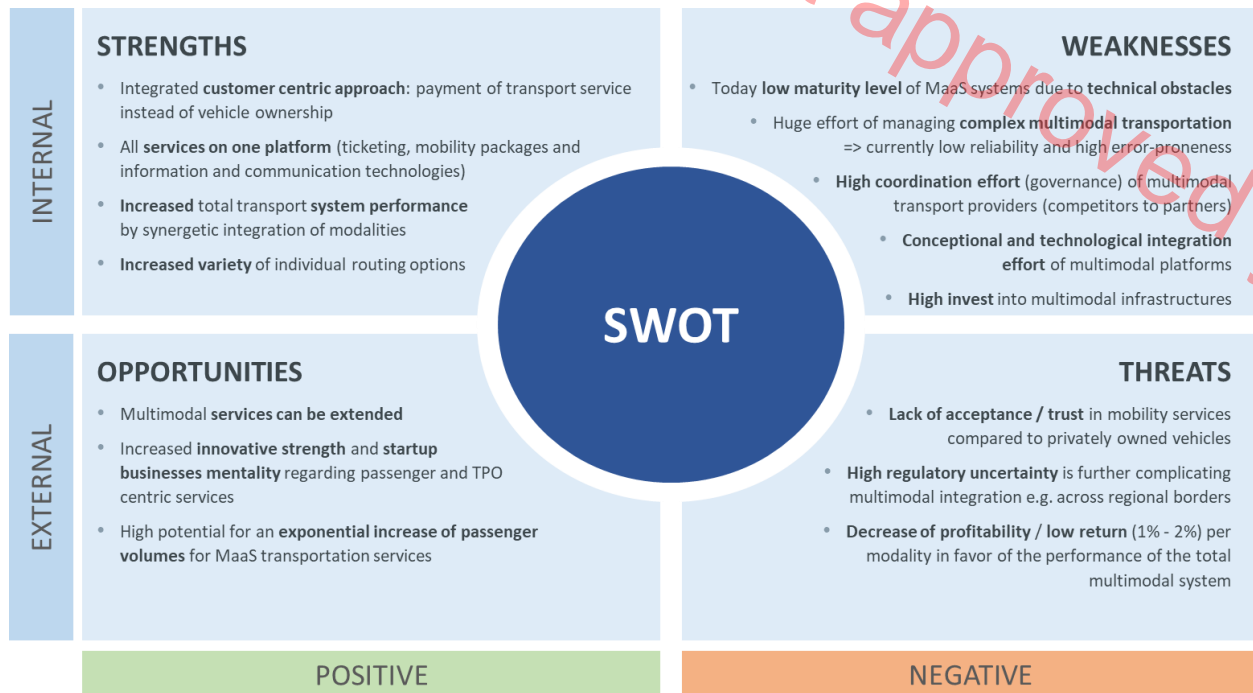 INTERNAL
STRENGTHS
• Integrated customer centric approach: payment of transport service
instead of vehicle ownership
• All services on one platform (ticketing, mobility packages and
information and communication technologies)
• Increased total transport system performance
by synergetic integration of modalities
• Increased variety of individual routing options
WEAKNESSES
• Today low maturity level of MaaS systems due to technical obstacles
• Huge effort of managing complex multimodal transportation
=> currently low reliability and high error-proneness
• High coordination effort (governance) of multimodal
transport providers (competitors to partners)
• Conceptional and technological integration
effort of multimodal platforms
• High invest into multimodal infrastructures
SWOT
EXTERNAL
OPPORTUNITIES
• Multimodal services can be extended
• Increased innovative strength and startup
businesses mentality regarding passenger and TPO
centric services
• High potential for an exponential increase of passenger
volumes for MaaS transportation services
THREATS
• Lack of acceptance / trust in mobility services
compared to privately owned vehicles
• High regulatory uncertainty is further complicating
multimodal integration e.g. across regional borders
• Decrease of profitability / low return (1% - 2%) per
modality in favor of the performance of the total
multimodal system
POSITIVE
NEGATIVE
approved